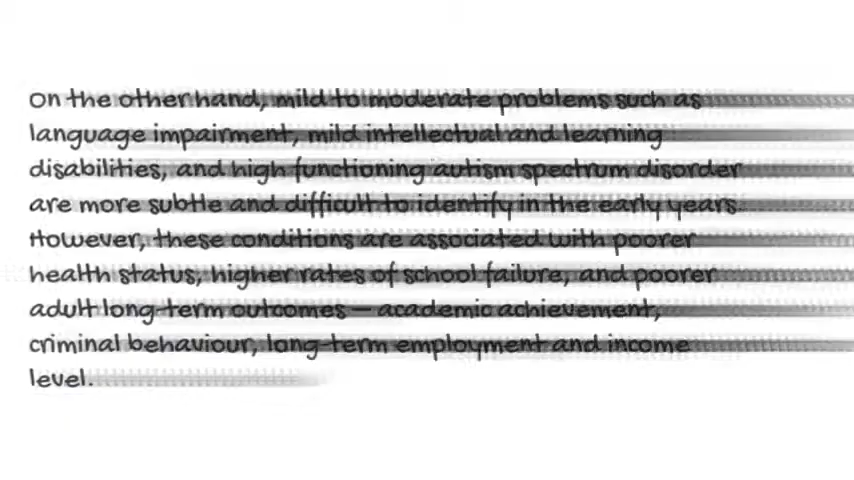 On the other hand, mild to moderate problems such as
language impairment, mild intellectual and learning
disabilities, and high functioning autism spectrum disorder
are more subtle and difficult to identify in the early years.
However, these conditions are associated with poorer
health status, higher rates of school failure, and poorer
adult long-term outcomes – academic achievement,
criminal behaviour, long-term employment and income
level.